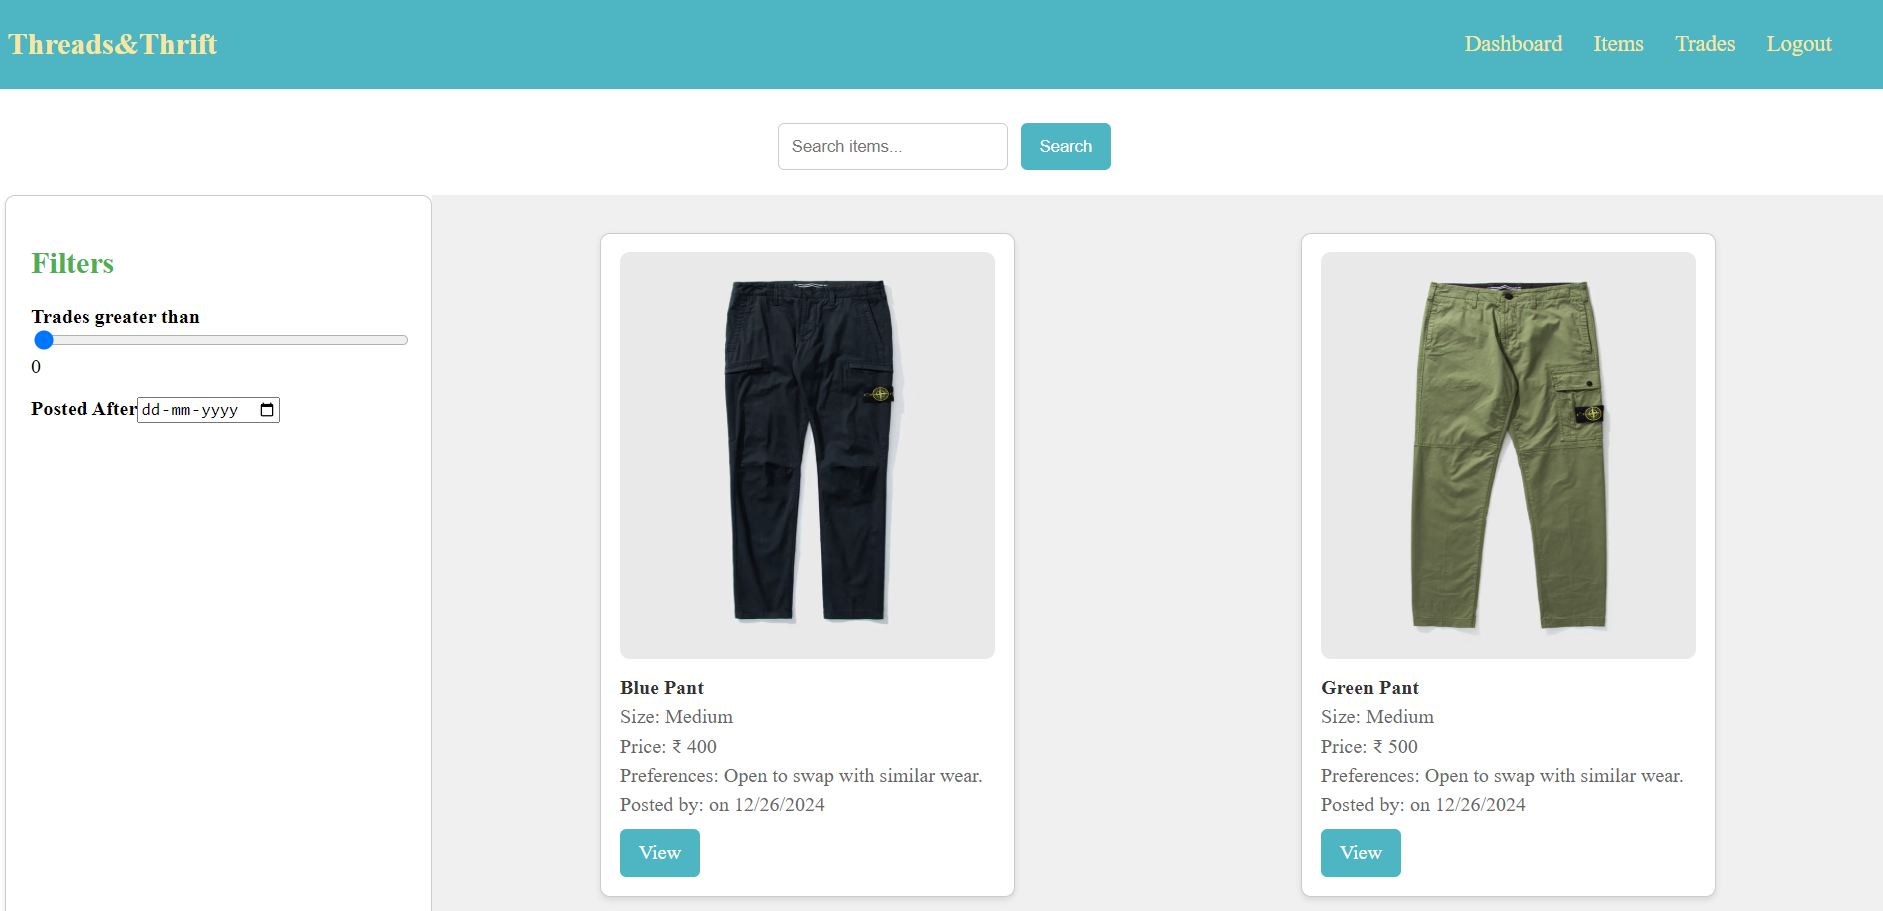 Threads&Thrift
Dashboard Items Trades Logout
Search items... Search
Filters
Trades greater than
0
Posted After dd-mm-yyyy
Blue Pant
Size: Medium
Price: ₹ 400
Preferences: Open to swap with similar wear.
Posted by: on 12/26/2024
View
Green Pant
Size: Medium
Price: ₹ 500
Preferences: Open to swap with similar wear.
Posted by: on 12/26/2024
View